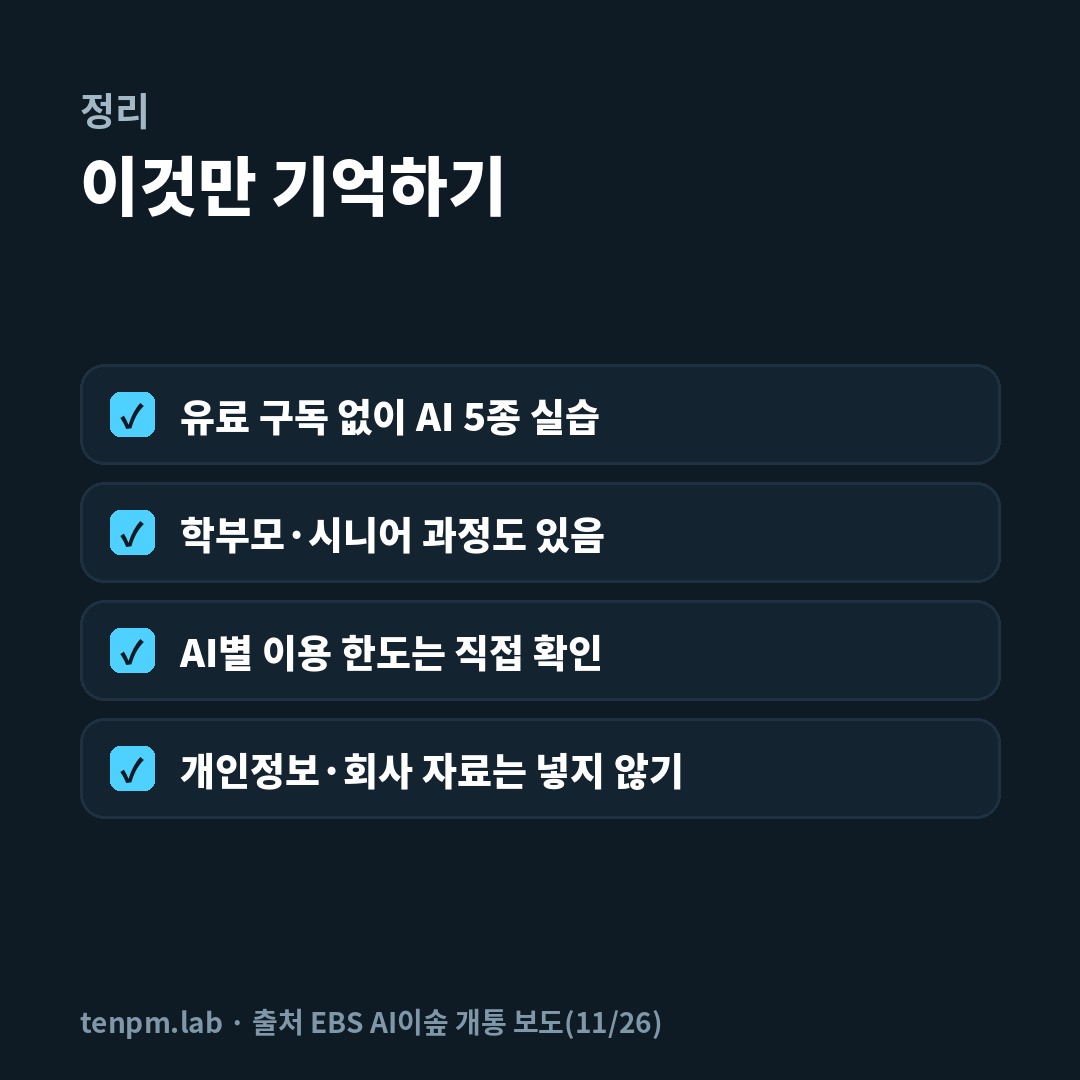 정리
이것만 기억하기
✓ 유료 구독 없이 AI 5종 실습
✓ 학부모·시니어 과정도 있음
✓ AI별 이용 한도는 직접 확인
✓ 개인정보·회사 자료는 넣지 않기
tenpm.lab · 출처 EBS AI이솦 개통 보도(11/26)